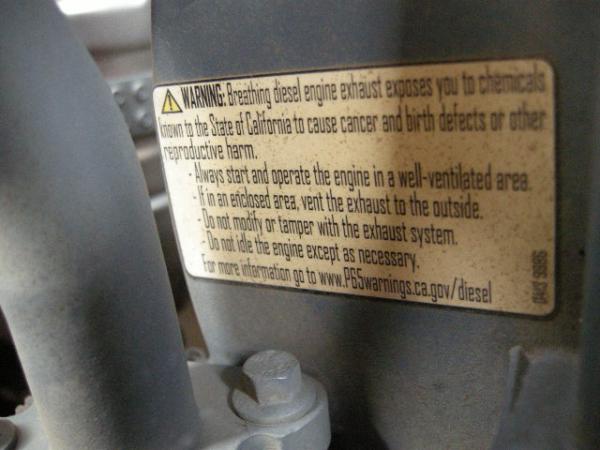 WARNING: Breathing diesel engine exhaust exposes you to chemicals
known to the State of California to cause cancer and birth defects or other
reproductive harm.
- Always start and operate the engine in a well-ventilated area.
- If in an enclosed area, vent the exhaust to the outside.
- Do not modify or tamper with the exhaust system.
- Do not idle the engine except as necessary.
For more information go to www.P65warnings.ca.gov/diesel